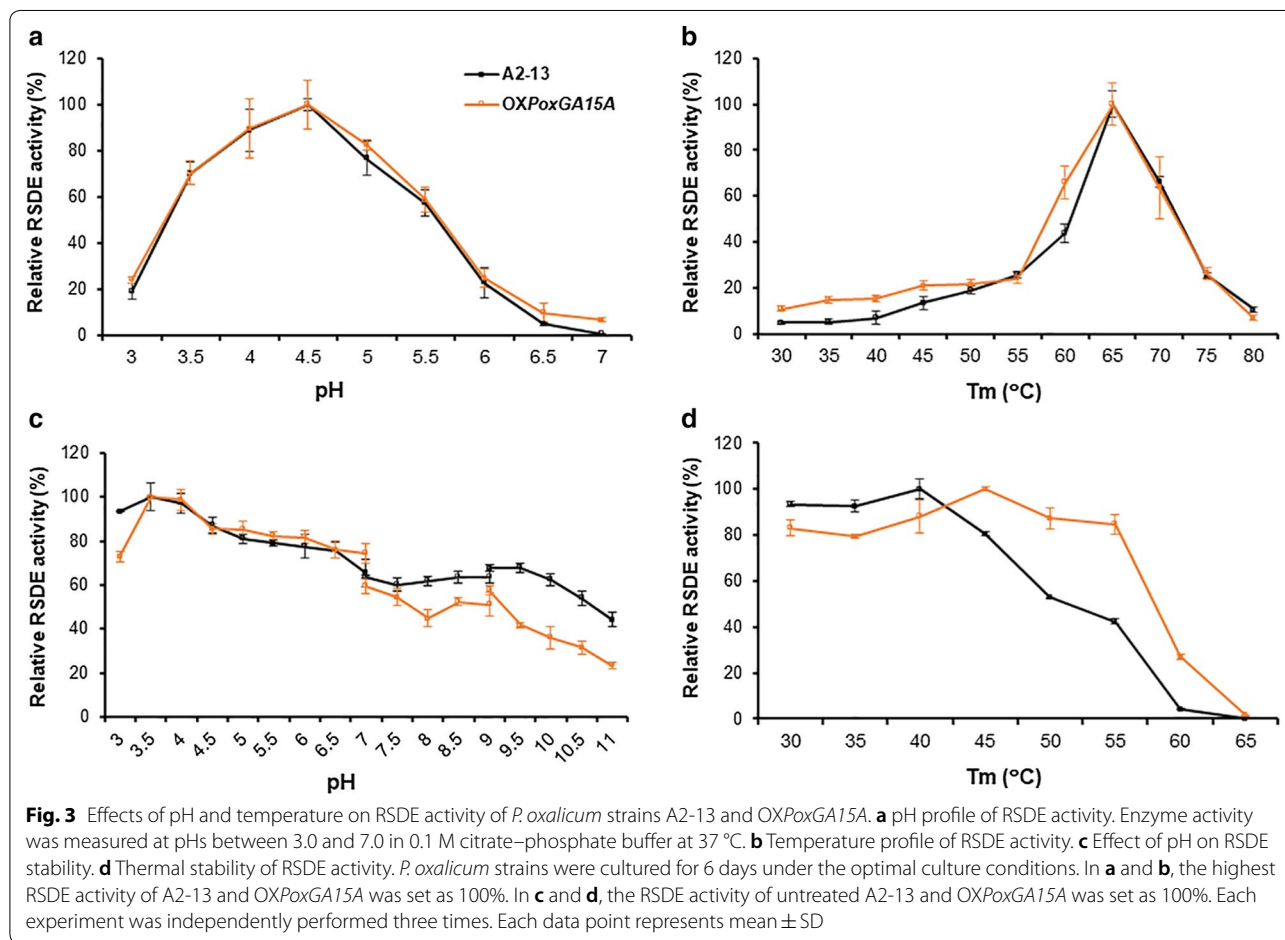 a
120
100
80
60
40
20
0
Relative RSDE activity (%)
A2-13
OXPoxGA15A
3 3.5 4 4.5 5 5.5 6 6.5 7
pH
b
120
100
80
60
40
20
0
Relative RSDE activity (%)
30 35 40 45 50 55 60 65 70 75 80
Tm (°C)
c
120
100
80
60
40
20
0
Relative RSDE activity (%)
3 3.5 4 4.5 5 5.5 6 6.5 7 7.5 8 8.5 9 9.5 10 10.5 11
pH
d
120
100
80
60
40
20
0
Relative RSDE activity (%)
30 35 40 45 50 55 60 65
Tm (°C)
Fig. 3 Effects of pH and temperature on RSDE activity of P. oxalicum strains A2-13 and OXPoxGA15A. a pH profile of RSDE activity. Enzyme activity
was measured at pHs between 3.0 and 7.0 in 0.1 M citrate–phosphate buffer at 37 °C. b Temperature profile of RSDE activity. c Effect of pH on RSDE
stability. d Thermal stability of RSDE activity. P. oxalicum strains were cultured for 6 days under the optimal culture conditions. In a and b, the highest
RSDE activity of A2-13 and OXPoxGA15A was set as 100%. In c and d, the RSDE activity of untreated A2-13 and OXPoxGA15A was set as 100%. Each
experiment was independently performed three times. Each data point represents mean ± SD